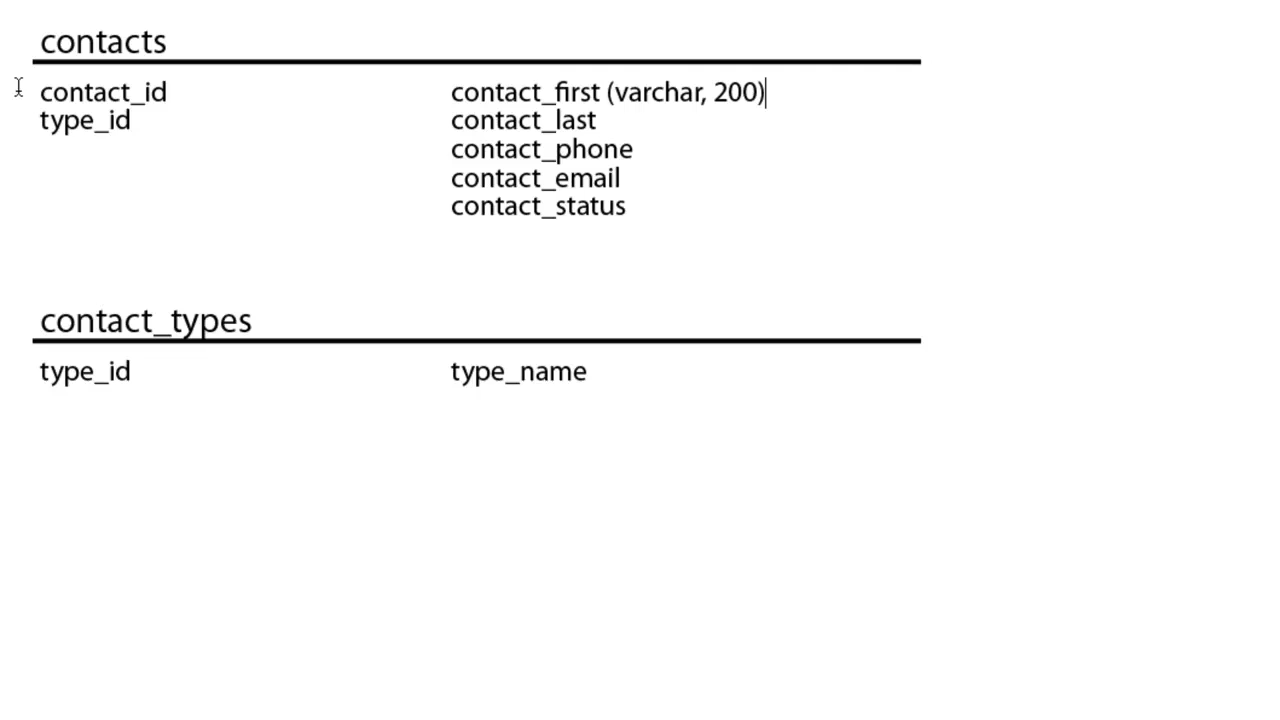 contacts
contact_id
type_id
contact_first (varchar, 200)
contact_last
contact_phone
contact_email
contact_status
contact_types
type_id
type_name